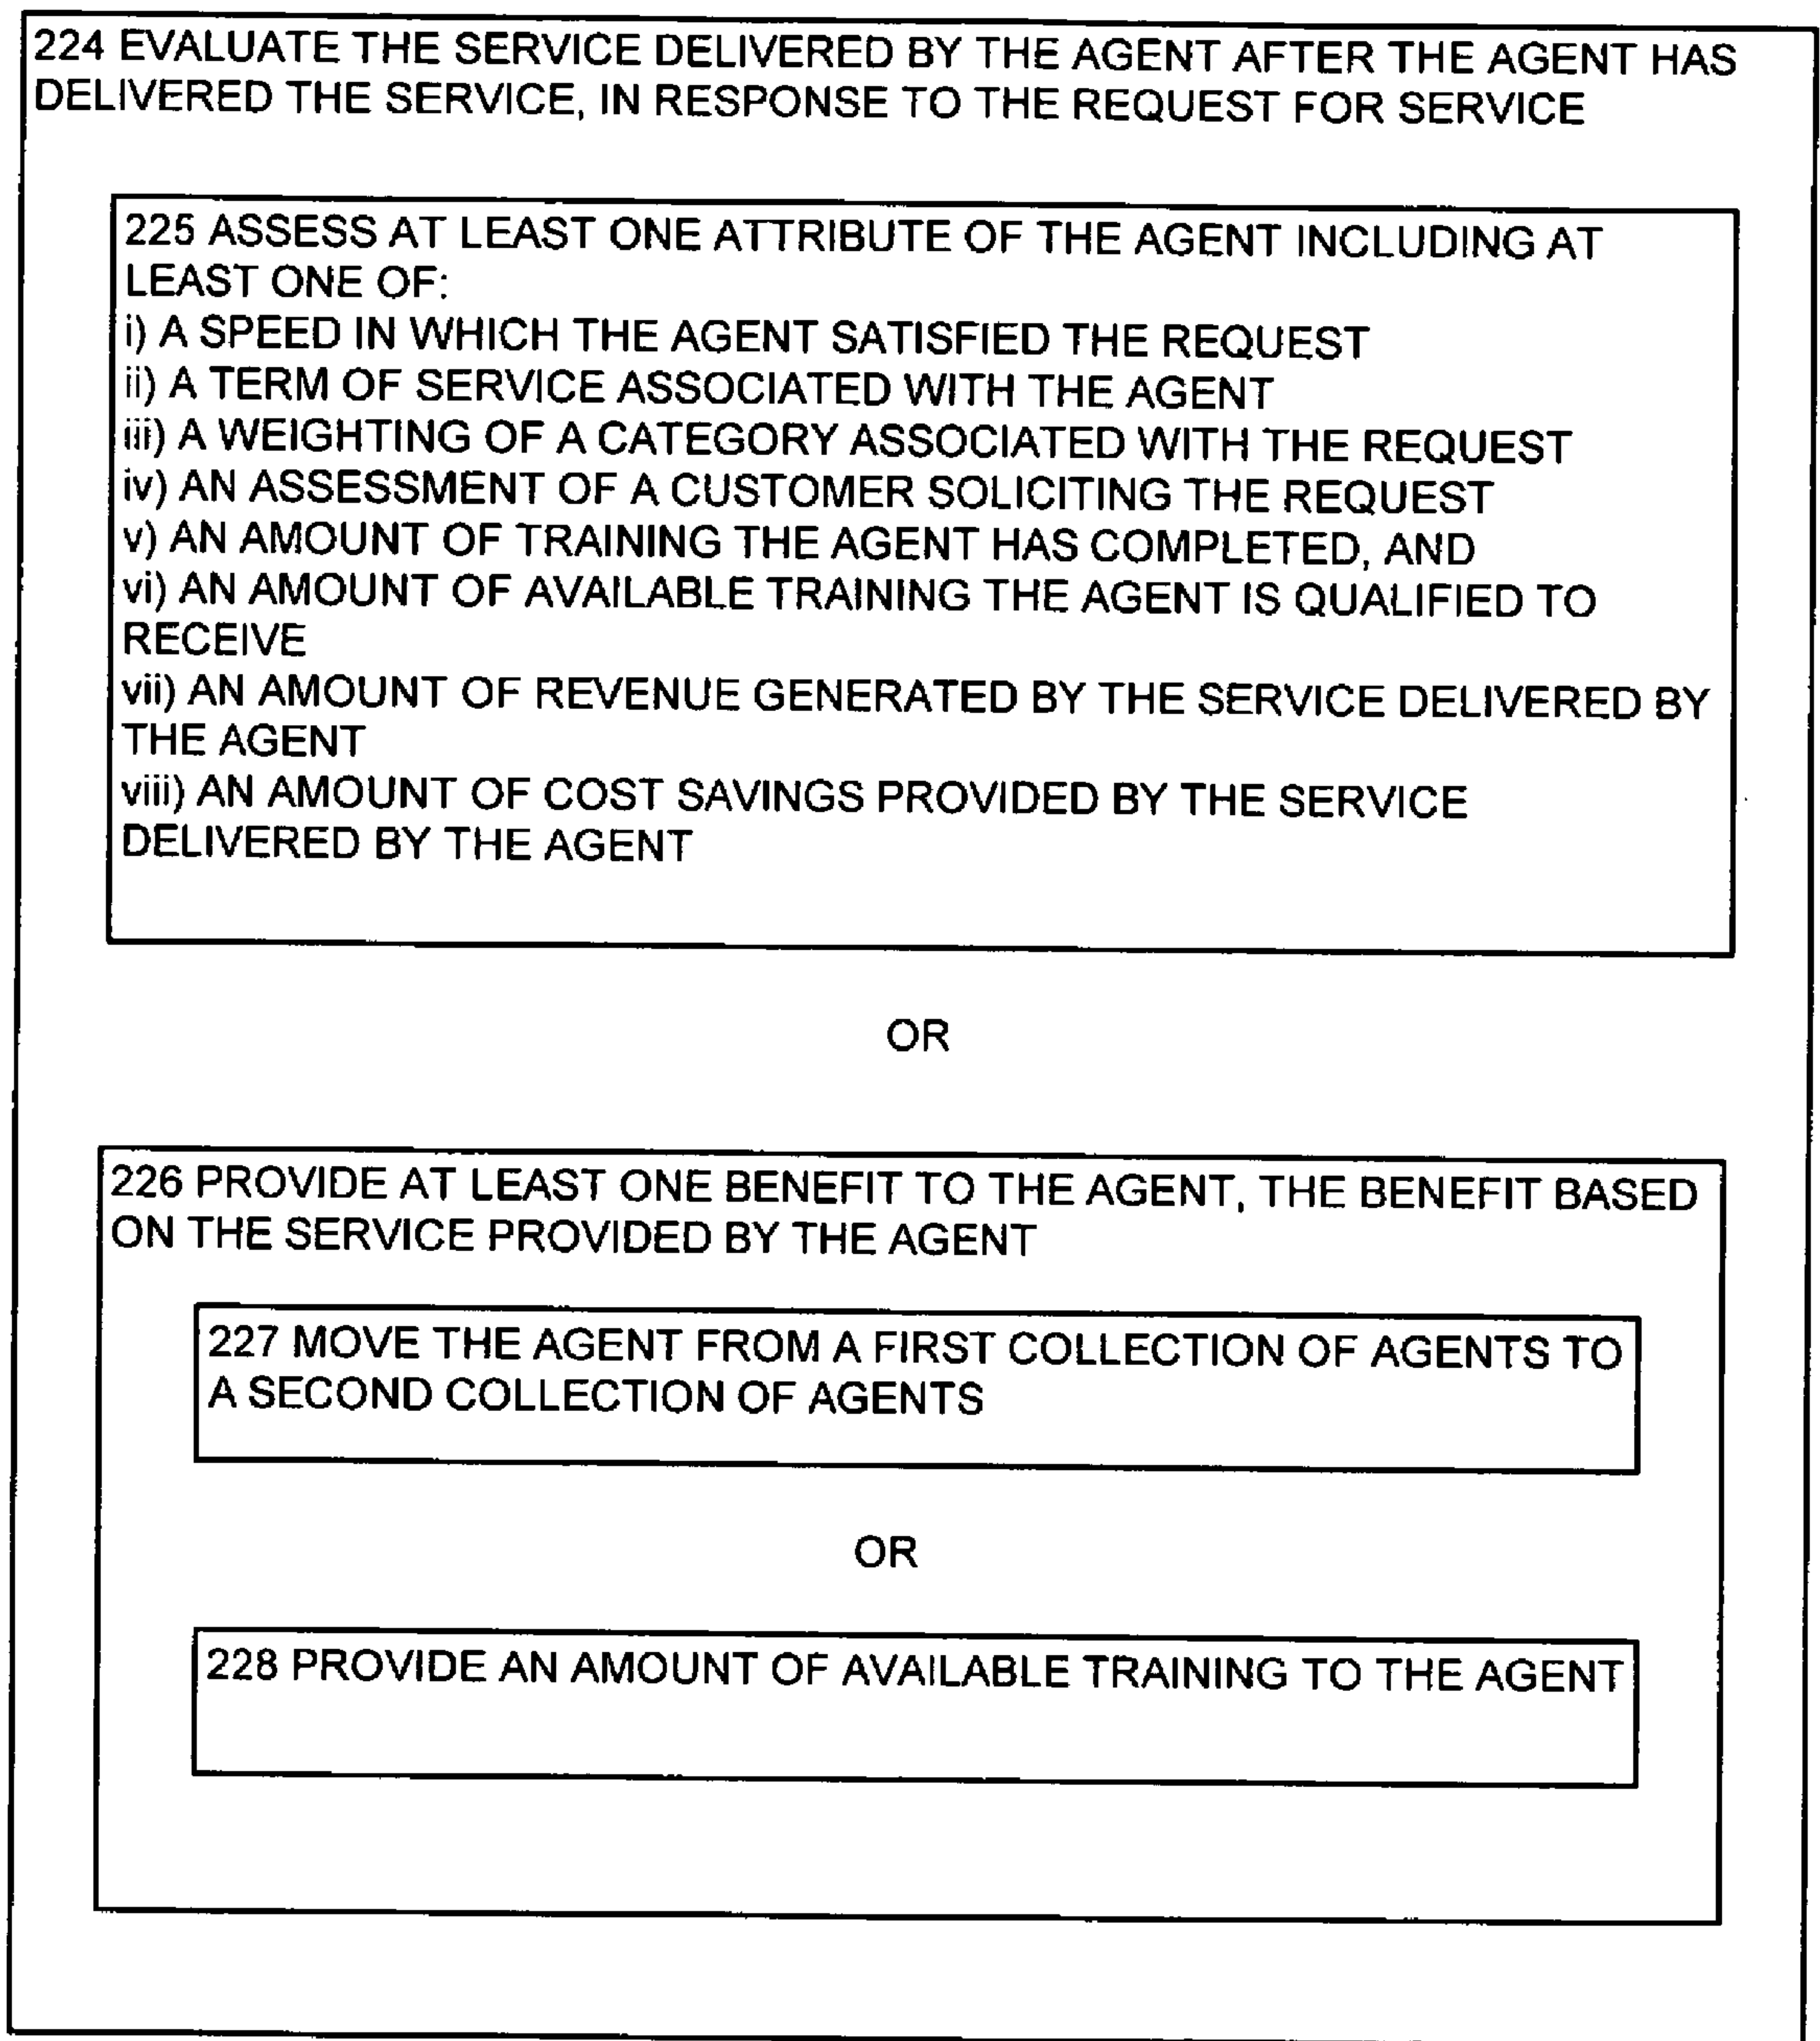 224 EVALUATE THE SERVICE DELIVERED BY THE AGENT AFTER THE AGENT HAS
DELIVERED THE SERVICE, IN RESPONSE TO THE REQUEST FOR SERVICE
225 ASSESS AT LEAST ONE ATTRIBUTE OF THE AGENT INCLUDING AT
LEAST ONE OF:
i) A SPEED IN WHICH THE AGENT SATISFIED THE REQUEST
ii) A TERM OF SERVICE ASSOCIATED WITH THE AGENT
iii) A WEIGHTING OF A CATEGORY ASSOCIATED WITH THE REQUEST
iv) AN ASSESSMENT OF A CUSTOMER SOLICITING THE REQUEST
v) AN AMOUNT OF TRAINING THE AGENT HAS COMPLETED, AND
vi) AN AMOUNT OF AVAILABLE TRAINING THE AGENT IS QUALIFIED TO
RECEIVE
vii) AN AMOUNT OF REVENUE GENERATED BY THE SERVICE DELIVERED BY
THE AGENT
viii) AN AMOUNT OF COST SAVINGS PROVIDED BY THE SERVICE
DELIVERED BY THE AGENT
OR
226 PROVIDE AT LEAST ONE BENEFIT TO THE AGENT, THE BENEFIT BASED
ON THE SERVICE PROVIDED BY THE AGENT
227 MOVE THE AGENT FROM A FIRST COLLECTION OF AGENTS TO
A SECOND COLLECTION OF AGENTS
OR
228 PROVIDE AN AMOUNT OF AVAILABLE TRAINING TO THE AGENT